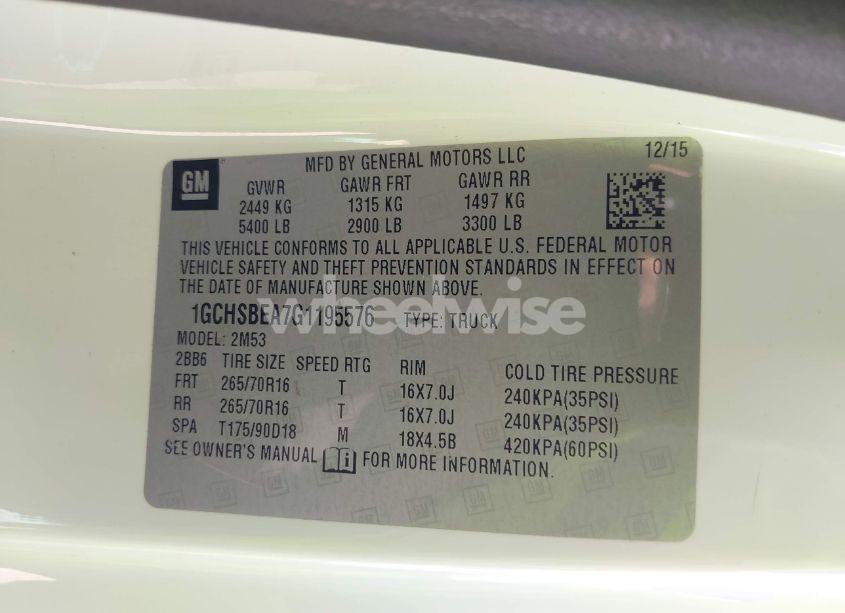 MFD BY GENERAL MOTORS LLC 12/15
GM
GVWR GAWR FRT GAWR RR
2449 KG 1315 KG 1497 KG
5400 LB 2900 LB 3300 LB
THIS VEHICLE CONFORMS TO ALL APPLICABLE U.S. FEDERAL MOTOR
VEHICLE SAFETY AND THEFT PREVENTION STANDARDS IN EFFECT ON
THE DATE OF MANUFACTURE SHOWN ABOVE.
1GCHSBEA7G1195576 TYPE: TRUCK
wheelwise
MODEL: 2M53
2BB6 TIRE SIZE SPEED RTG RIM COLD TIRE PRESSURE
FRT 265/70R16 T 16X7.0J 240KPA(35PSI)
RR 265/70R16 T 16X7.0J 240KPA(35PSI)
SPA T175/90D18 M 18X4.5B 420KPA(60PSI)
SEE OWNER'S MANUAL i FOR MORE INFORMATION.